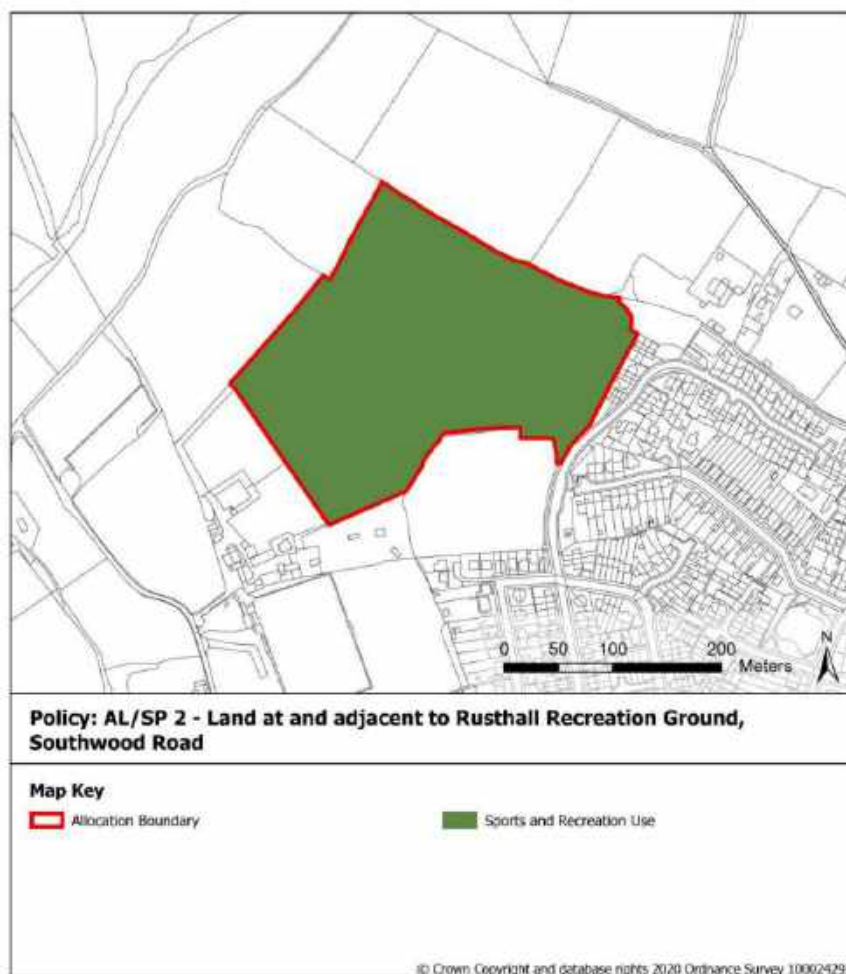 0 50 100 200
Meters
N
Policy: AL/SP 2 - Land at and adjacent to Rusthall Recreation Ground,
Southwood Road
Map Key
Allocation Boundary
Sports and Recreation Use
© Crown Copyright and database rights 2020 Ordnance Survey 10002429